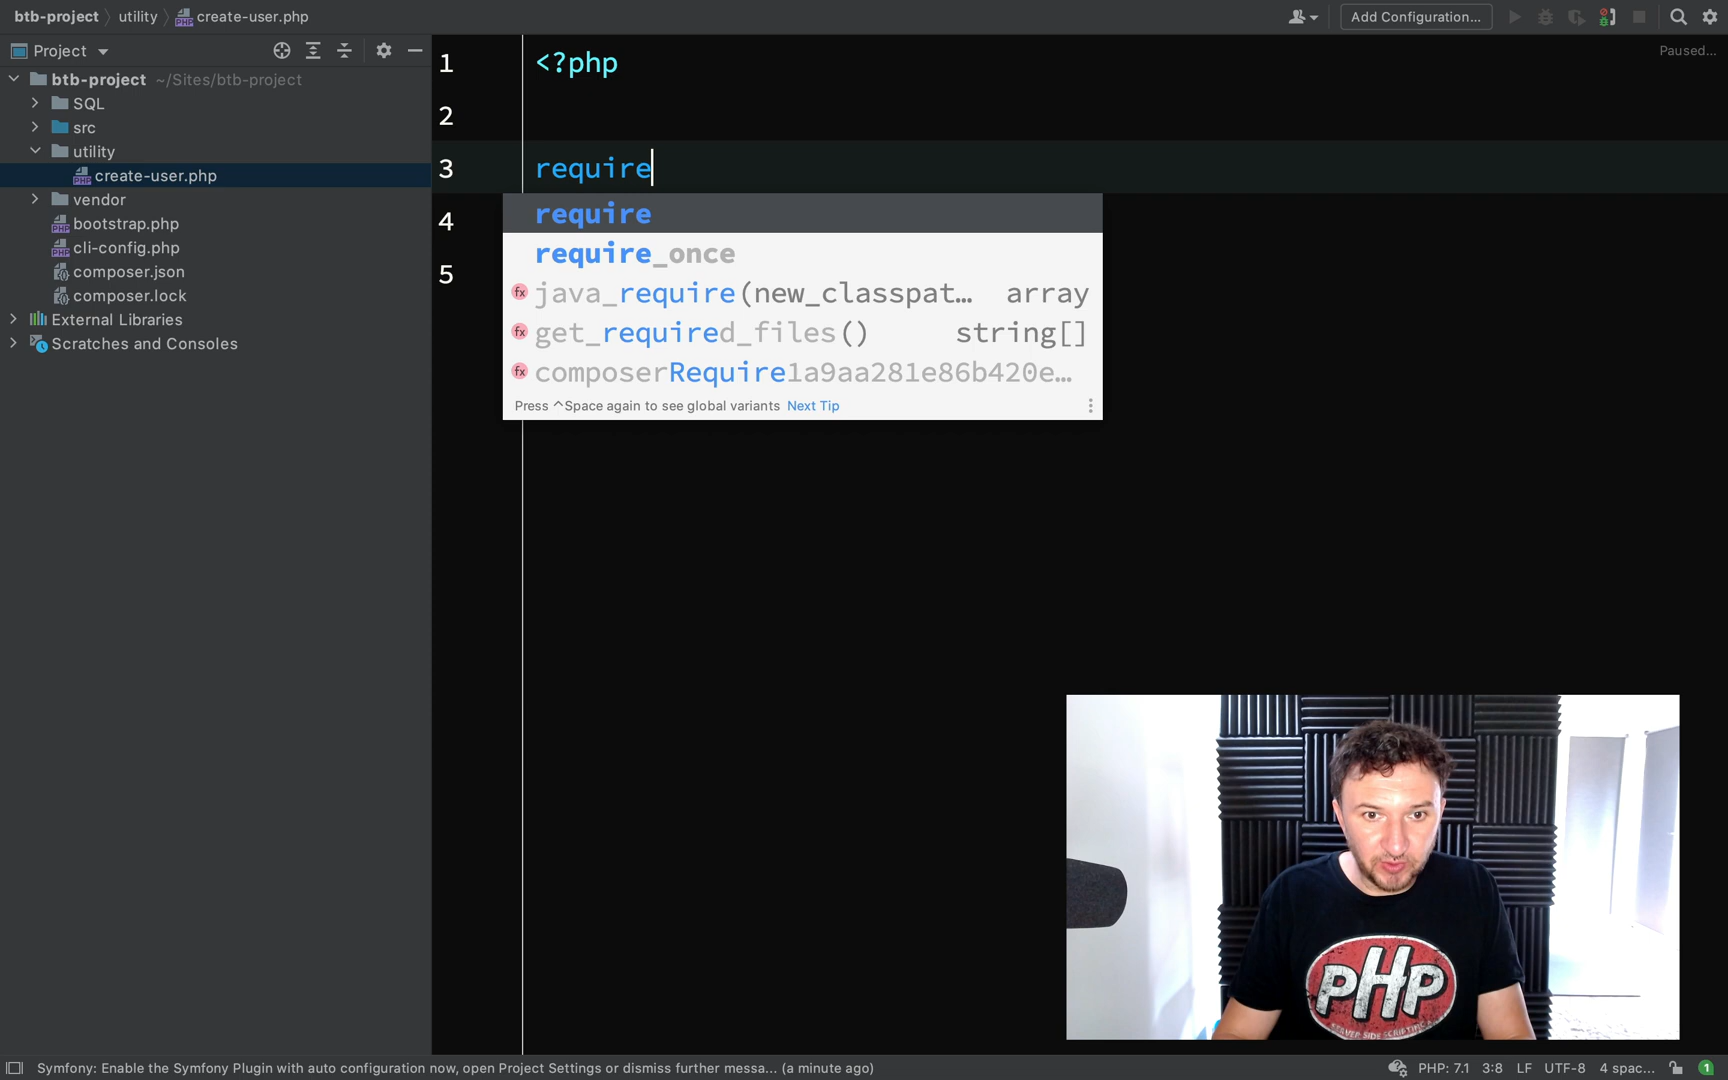 btb-project utility create-user.php
Add Configuration...
Project
Paused...
btb-project ~/Sites/btb-project
SQL
src
utility
create-user.php
vendor
bootstrap.php
cli-config.php
composer.json
composer.lock
External Libraries
Scratches and Consoles
1 <?php
2
3 require
4
5
require
require_once
java_require(new_classpat… array
get_required_files() string[]
composerRequire1a9aa281e86b420e…
Press ^Space again to see global variants Next Tip
PHP
SERVER SIDE SCRIPTING
Symfony: Enable the Symfony Plugin with auto configuration now, open Project Settings or dismiss further messa... (a minute ago)
PHP: 7.1 3:8 LF UTF-8 4 spac... 1